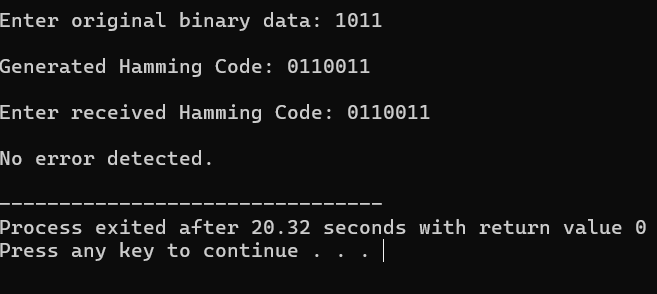 Enter original binary data: 1011
Generated Hamming Code: 0110011
Enter received Hamming Code: 0110011
No error detected.
--------------------------------
Process exited after 20.32 seconds with return value 0
Press any key to continue . . .